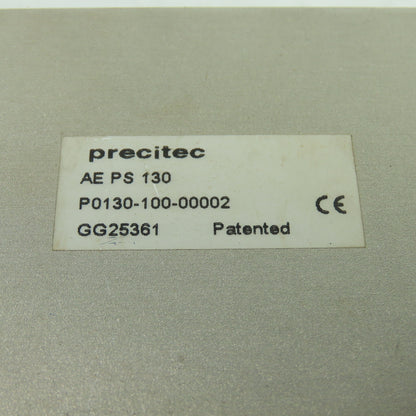 precitec
AE PS 130
P0130-100-00002 CE
GG25361 Patented